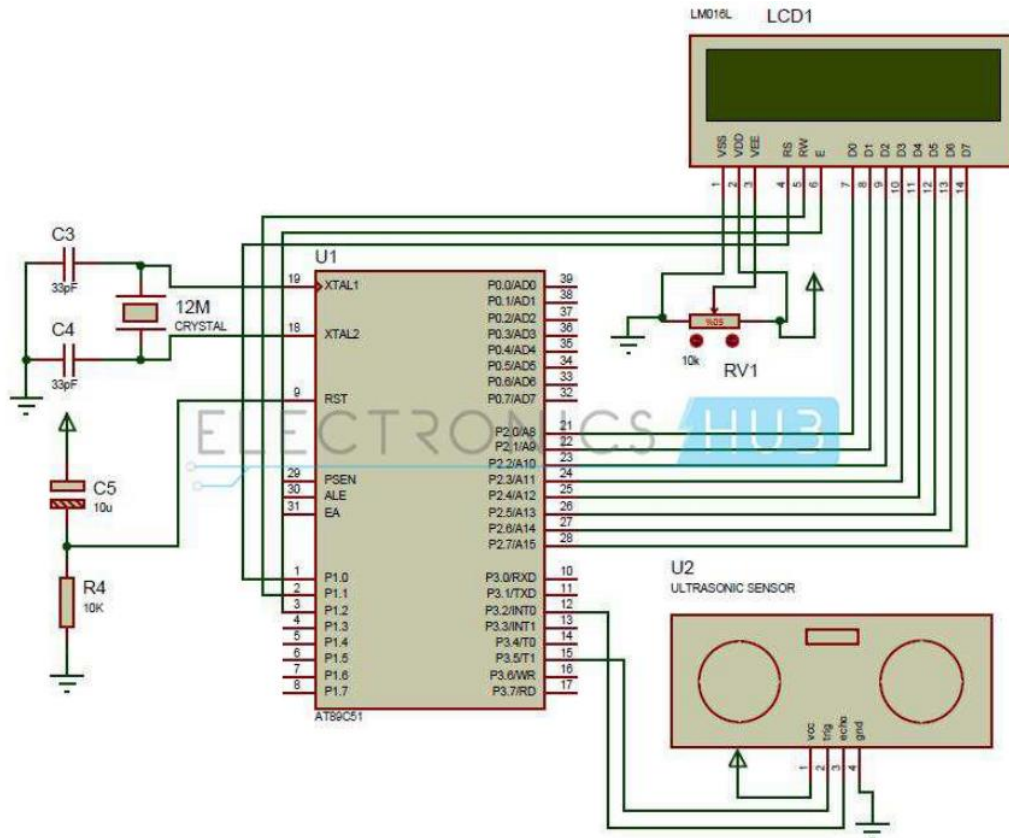 LM016L
LCD1
VSS
VDD
VEE
RS
RW
E
D0
D1
D2
D3
D4
D5
D6
D7
1
2
3
4
5
6
7
8
9
10
11
12
13
14
C3
33pF
12M
CRYSTAL
C4
33pF
C5
10u
R4
10K
U1
19 XTAL1
18 XTAL2
9 RST
29 PSEN
30 ALE
31 EA
1 P1.0
2 P1.1
3 P1.2
4 P1.3
5 P1.4
6 P1.5
7 P1.6
8 P1.7
P0.0/AD0 39
P0.1/AD1 38
P0.2/AD2 37
P0.3/AD3 36
P0.4/AD4 35
P0.5/AD5 34
P0.6/AD6 33
P0.7/AD7 32
P2.0/A8 21
P2.1/A9 22
P2.2/A10 23
P2.3/A11 24
P2.4/A12 25
P2.5/A13 26
P2.6/A14 27
P2.7/A15 28
P3.0/RXD 10
P3.1/TXD 11
P3.2/INT0 12
P3.3/INT1 13
P3.4/T0 14
P3.5/T1 15
P3.6/WR 16
P3.7/RD 17
AT89C51
10k
RV1
ELECTRONICS HUB
U2
ULTRASONIC SENSOR
vcc
trig
echo
gnd
1
2
3
4